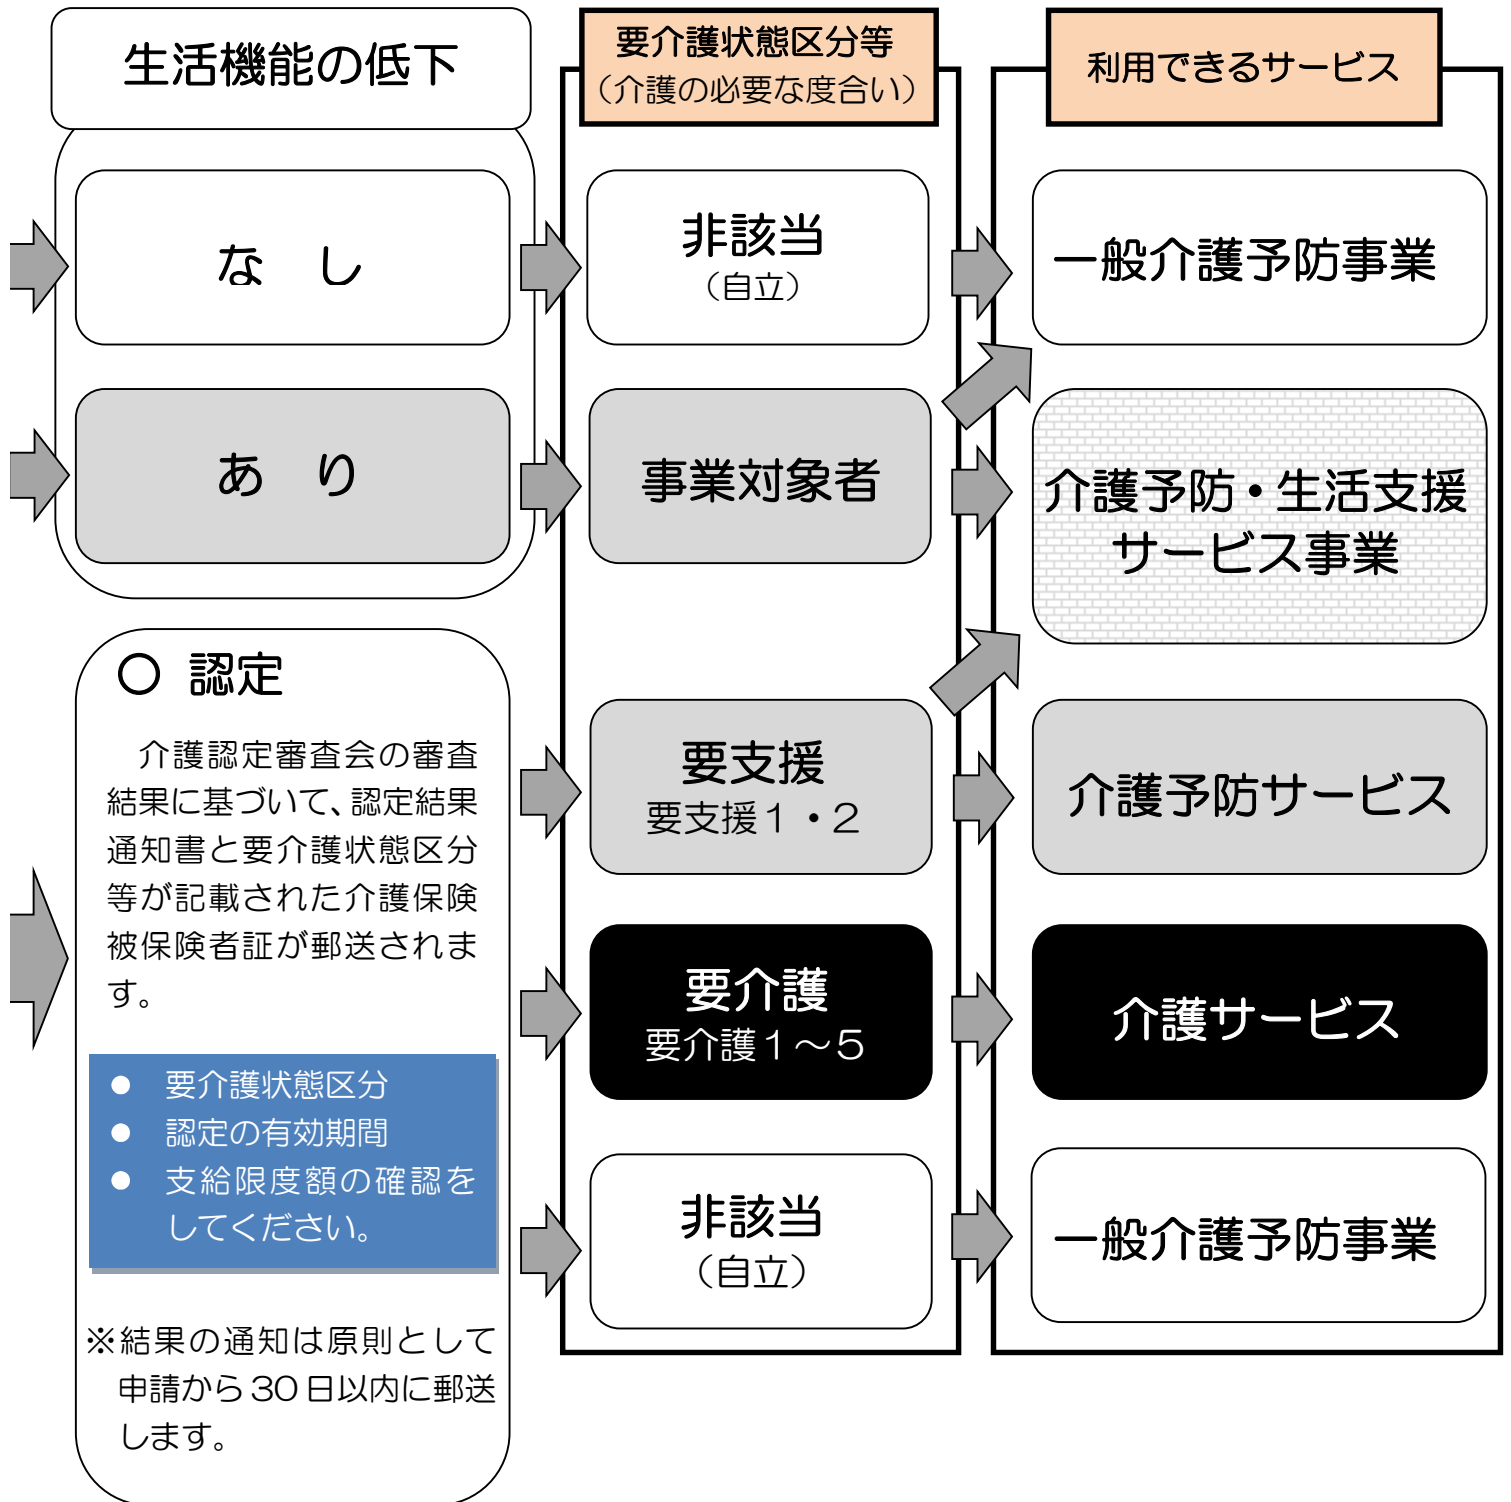 生活機能の低下
な し
あ り
〇 認定
介護認定審査会の審査
結果に基づいて、認定結果
通知書と要介護状態区分
等が記載された介護保険
被保険者証が郵送されま
す。
● 要介護状態区分
● 認定の有効期間
● 支給限度額の確認を
してください。
※結果の通知は原則として
申請から30日以内に郵送
します。
要介護状態区分等
（介護の必要な度合い）
非該当
（自立）
事業対象者
要支援
要支援１・２
要介護
要介護１～５
非該当
（自立）
利用できるサービス
一般介護予防事業
介護予防・生活支援
サービス事業
介護予防サービス
介護サービス
一般介護予防事業